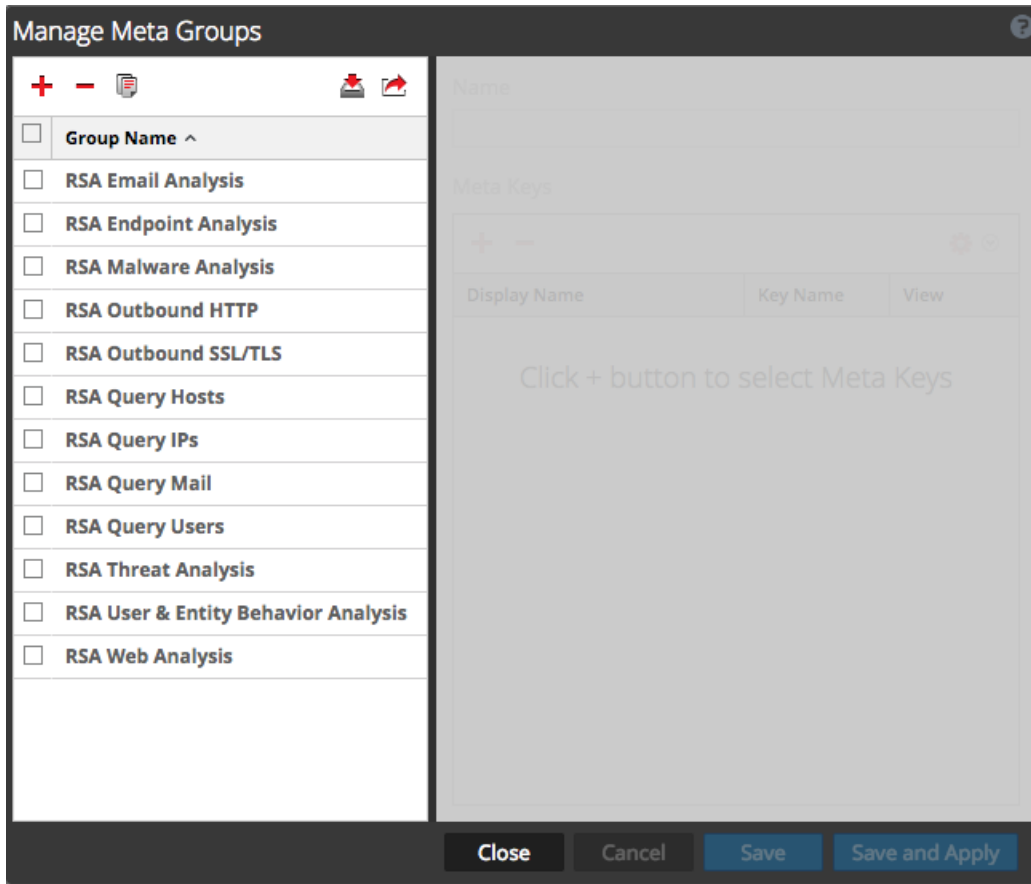 Manage Meta Groups
Group Name
RSA Email Analysis
RSA Endpoint Analysis
RSA Malware Analysis
RSA Outbound HTTP
RSA Outbound SSL/TLS
RSA Query Hosts
RSA Query IPs
RSA Query Mail
RSA Query Users
RSA Threat Analysis
RSA User & Entity Behavior Analysis
RSA Web Analysis
Name
Meta Keys
Display Name Key Name View
Click + button to select Meta Keys
Close Cancel Save Save and Apply